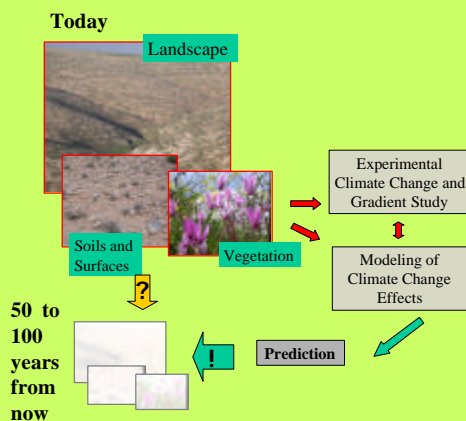 Today
Landscape
Experimental
Climate Change and
Gradient Study
Soils and
Surfaces
Vegetation
Modeling of
Climate Change
Effects
?
50 to
100
years
from
now
!
Prediction